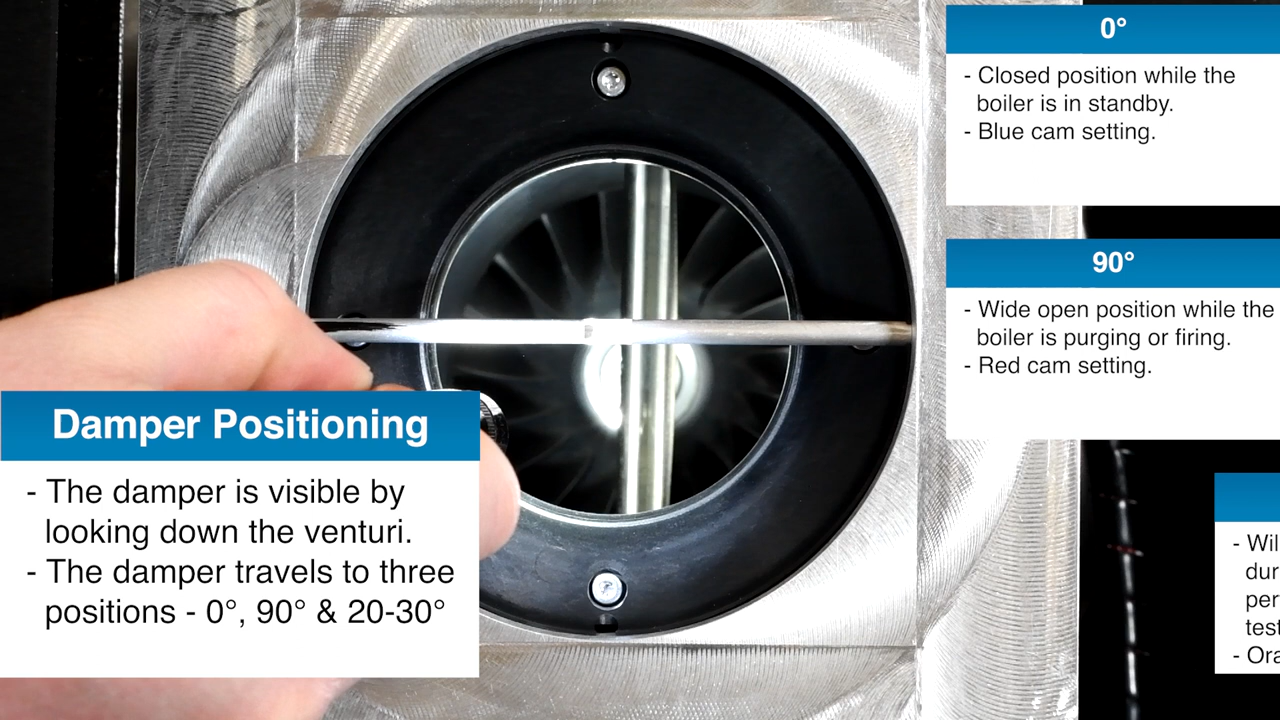 Damper Positioning
- The damper is visible by
looking down the venturi.
- The damper travels to three
positions - 0°, 90° & 20-30°
0°
- Closed position while the
boiler is in standby.
- Blue cam setting.
90°
- Wide open position while the
boiler is purging or firing.
- Red cam setting.